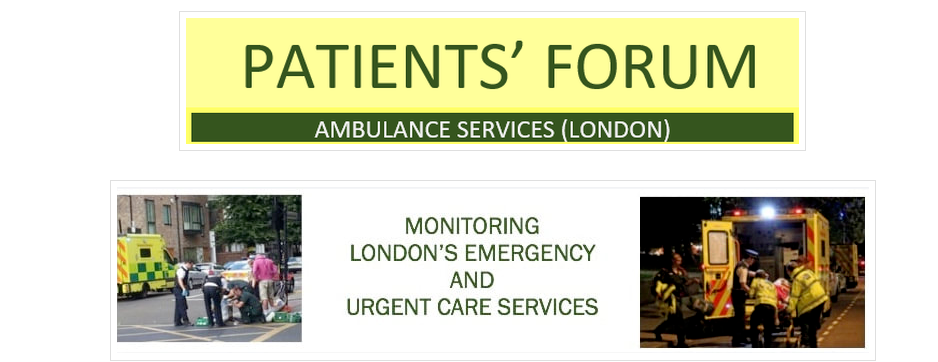 PATIENTS’ FORUM
AMBULANCE SERVICES (LONDON)
MONITORING
LONDON’S EMERGENCY
AND
URGENT CARE SERVICES